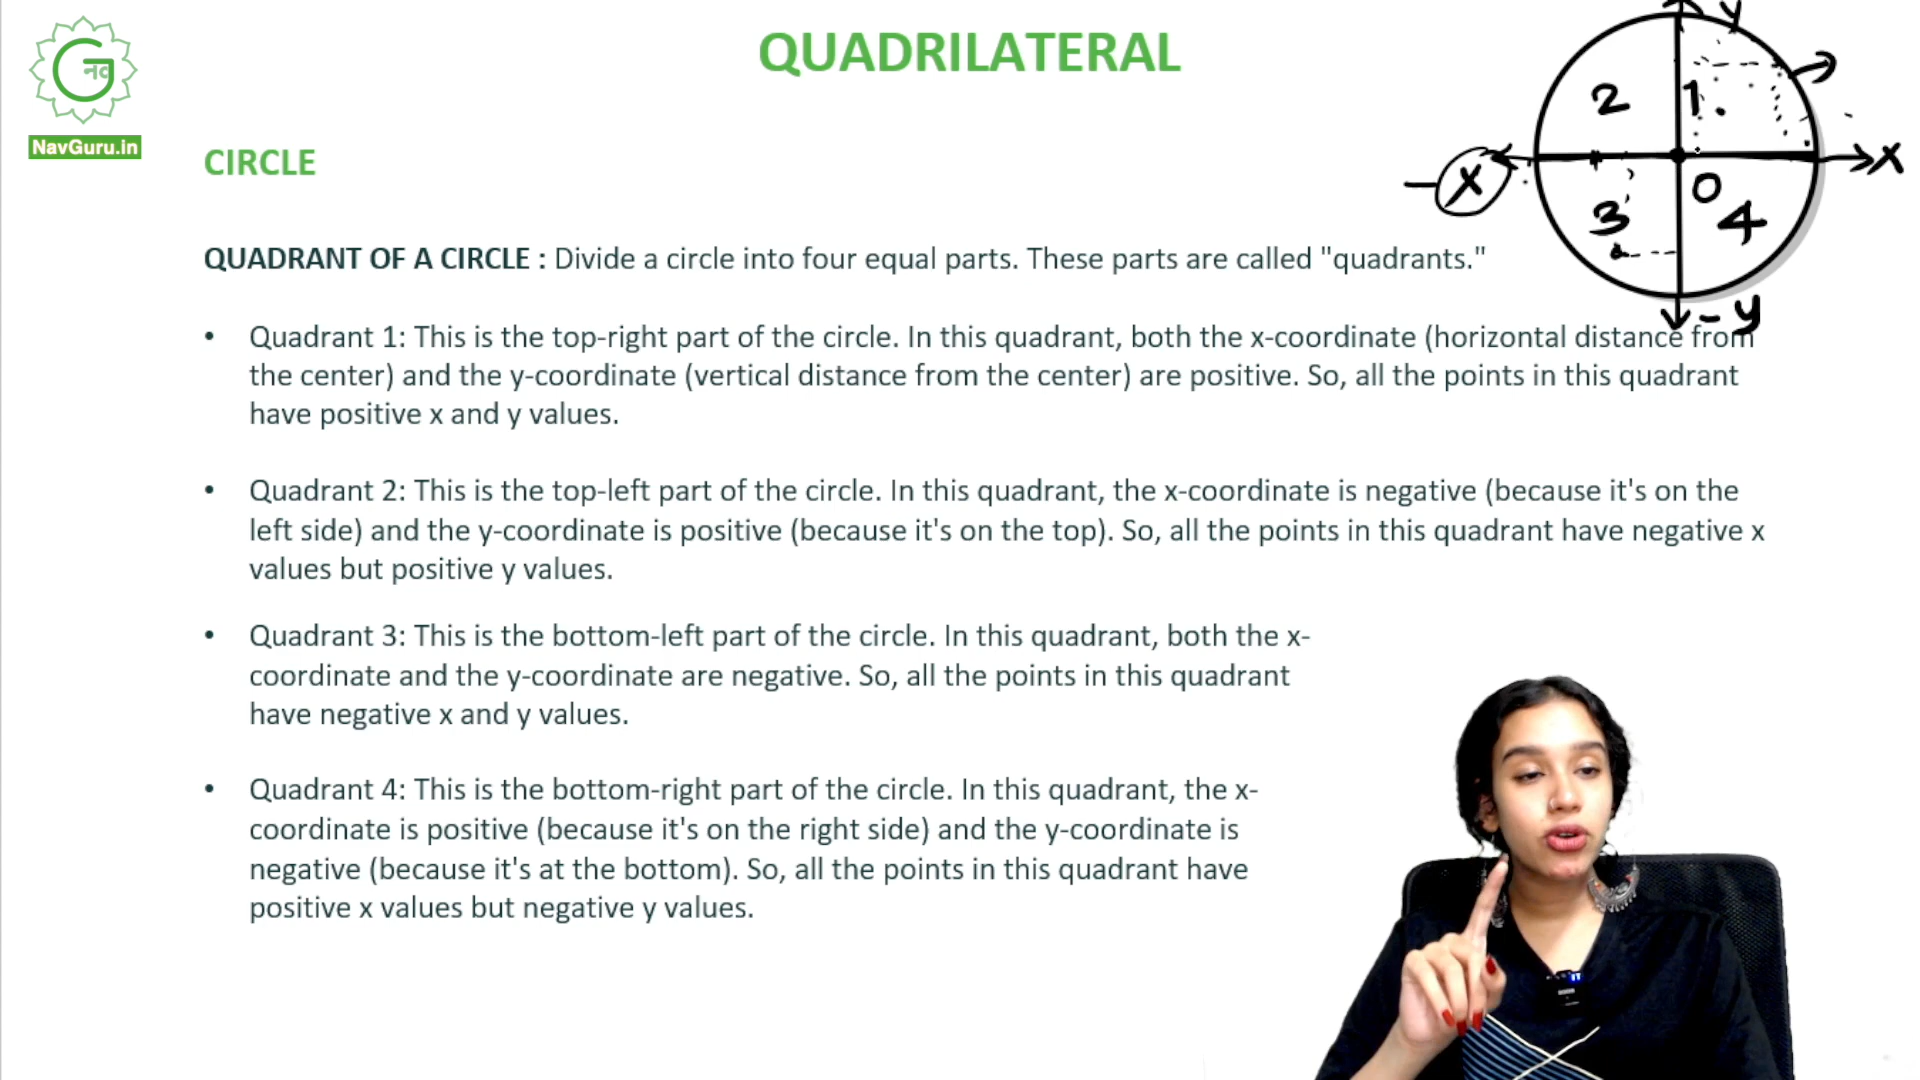 QUADRILATERAL
नव
NavGuru.in
y
2
1.
x
-x
0
3
4
-y
CIRCLE
QUADRANT OF A CIRCLE : Divide a circle into four equal parts. These parts are called "quadrants."
• Quadrant 1: This is the top-right part of the circle. In this quadrant, both the x-coordinate (horizontal distance from
the center) and the y-coordinate (vertical distance from the center) are positive. So, all the points in this quadrant
have positive x and y values.
• Quadrant 2: This is the top-left part of the circle. In this quadrant, the x-coordinate is negative (because it's on the
left side) and the y-coordinate is positive (because it's on the top). So, all the points in this quadrant have negative x
values but positive y values.
• Quadrant 3: This is the bottom-left part of the circle. In this quadrant, both the x-
coordinate and the y-coordinate are negative. So, all the points in this quadrant
have negative x and y values.
• Quadrant 4: This is the bottom-right part of the circle. In this quadrant, the x-
coordinate is positive (because it's on the right side) and the y-coordinate is
negative (because it's at the bottom). So, all the points in this quadrant have
positive x values but negative y values.